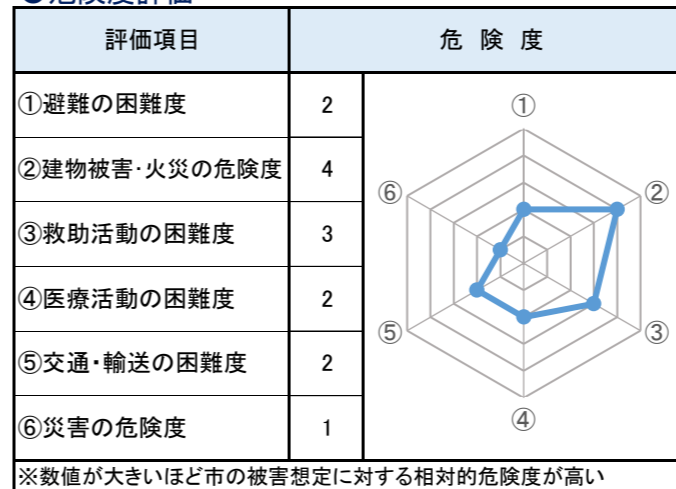 ●危険度評価
評価項目 危険度
①避難の困難度 2
②建物被害・火災の危険度 4
③救助活動の困難度 3
④医療活動の困難度 2
⑤交通・輸送の困難度 2
⑥災害の危険度 1
①
②
③
④
⑤
⑥
※数値が大きいほど市の被害想定に対する相対的危険度が高い